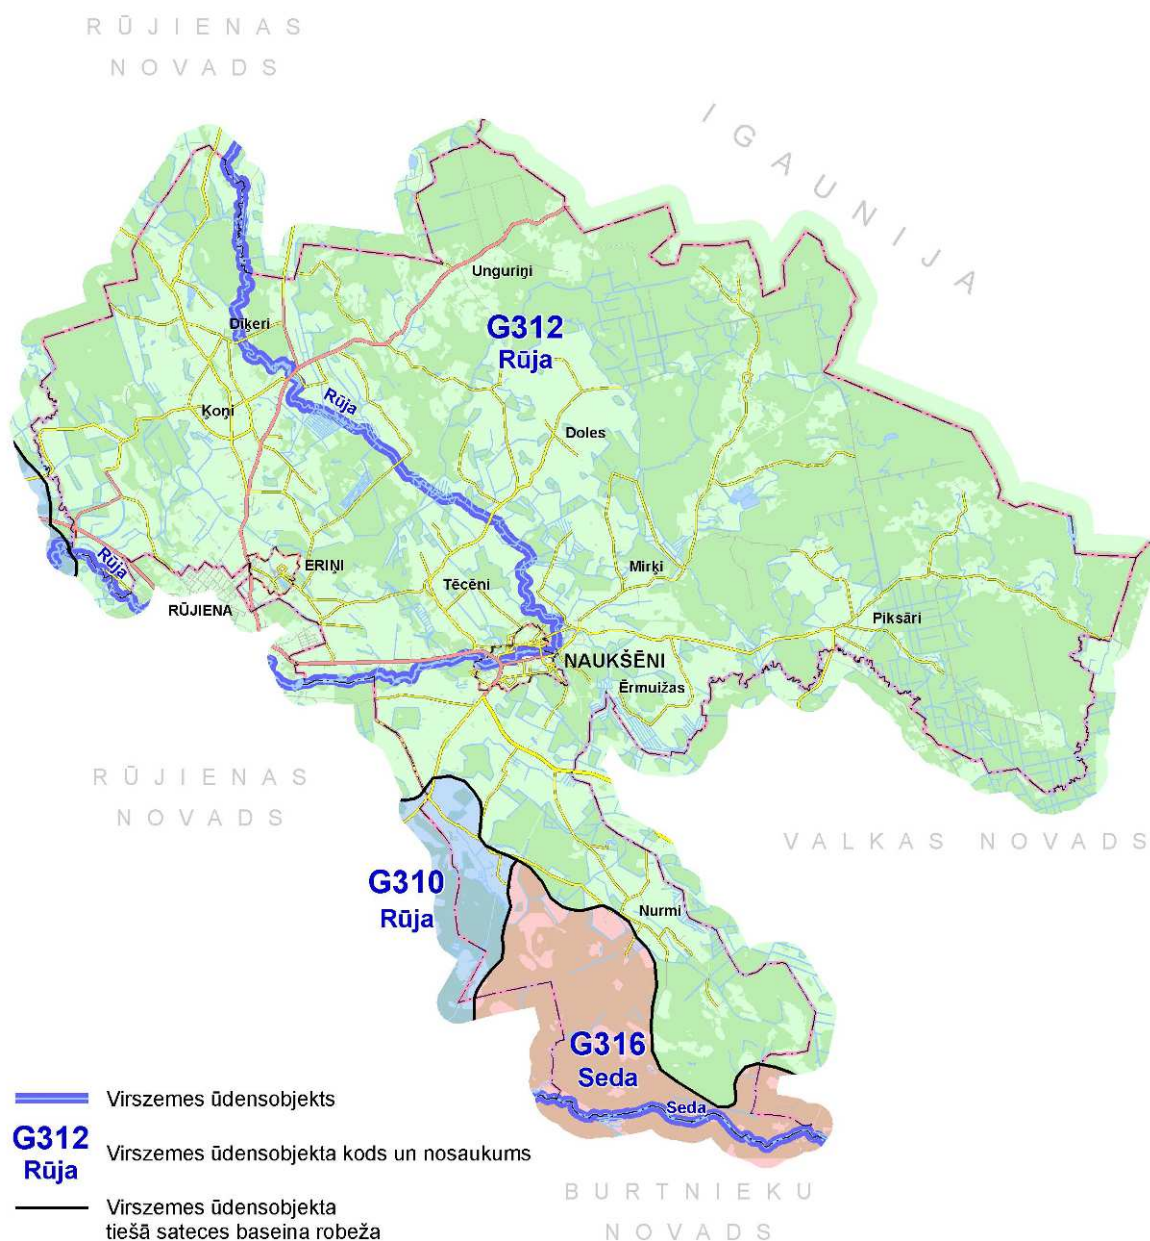 RŪJIENAS
NOVADS
IGAUNIJA
Unguriņi
G312
Rūja
Diķeri
Rūja
Ķoņi
Doles
Rūja
ERIŅI
Mirķi
Tēcēni
RŪJIENA
Piksāri
NAUKŠĒNI
Ērmuižas
RŪJIENAS
NOVADS
VALKAS NOVADS
G310
Rūja
Nurmi
G316
Seda
Seda
Virszemes ūdensobjekts
G312
Rūja
Virszemes ūdensobjekta kods un nosaukums
Virszemes ūdensobjekta
tiešā sateces baseina robeža
BURTNIEKU
NOVADS